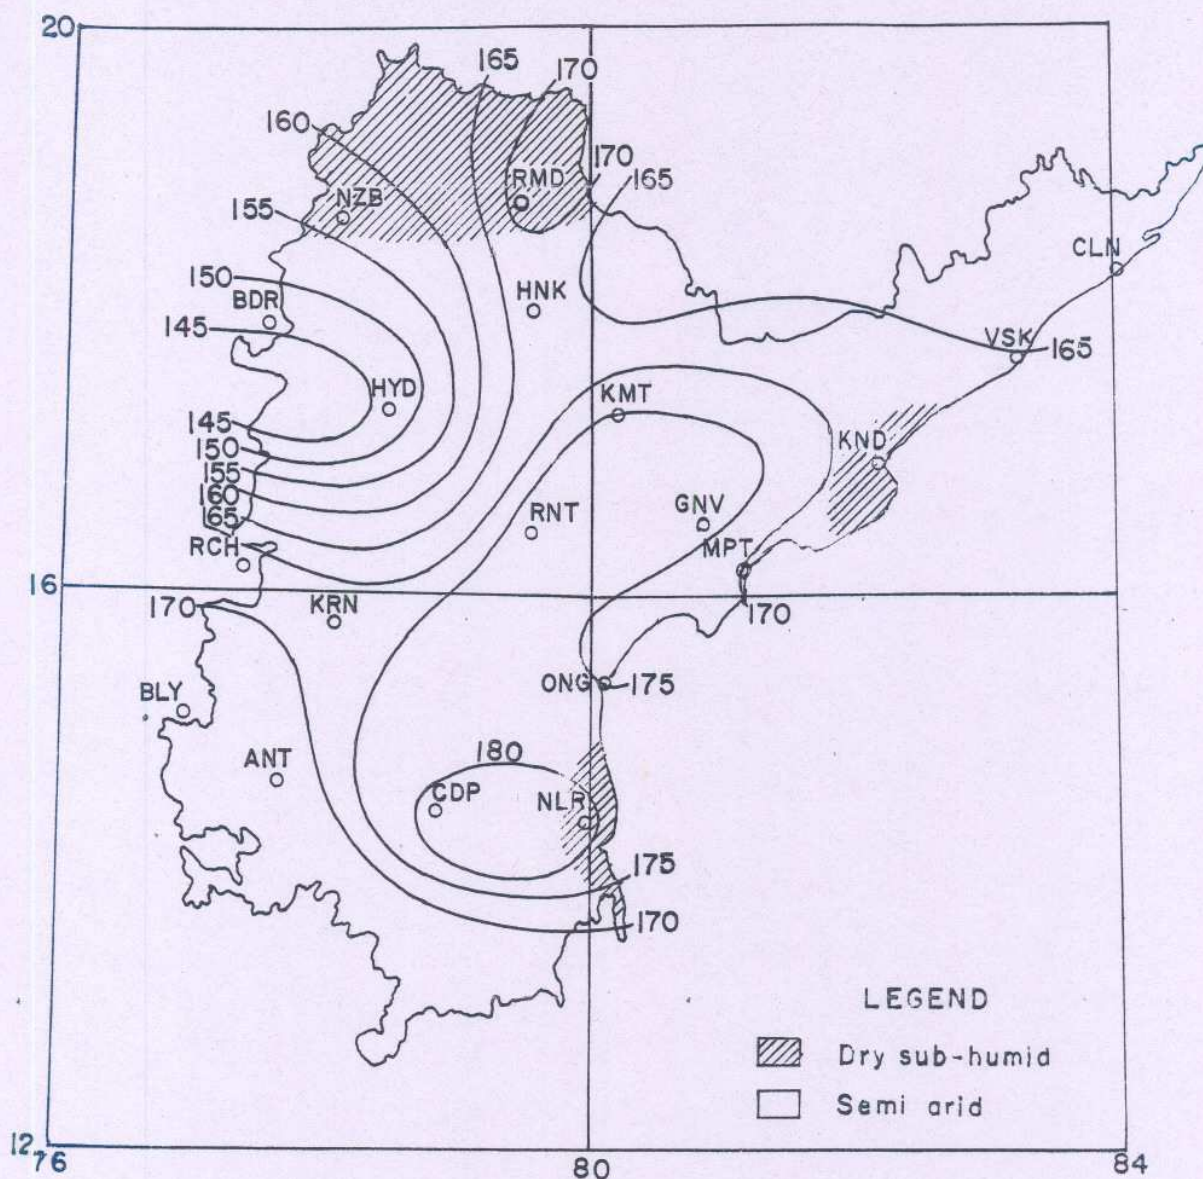 20
165
170
160
170
RMD
165
NZB
155
CLN
150
HNK
BDR
145
VSK
165
HYD
KMT
145
KND
150
155
160
RNT
GNV
165
MPT
RCH
16
170
KRN
170
ONG
175
BLY
ANT
180
CDP
NLR
175
170
LEGEND
Dry sub-humid
Semi arid
12
76
80
84